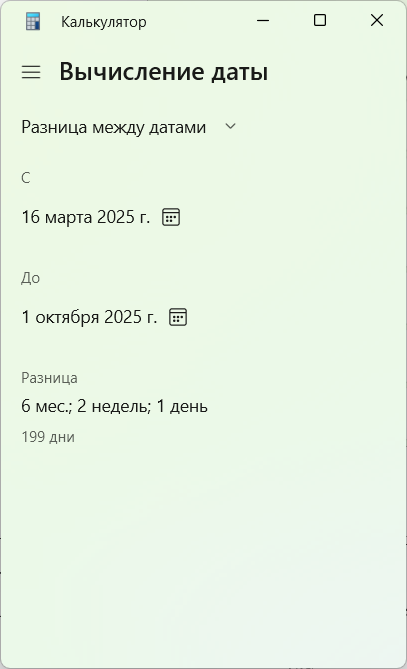 Калькулятор
Вычисление даты
Разница между датами
С
16 марта 2025 г.
До
1 октября 2025 г.
Разница
6 мес.; 2 недель; 1 день
199 дни